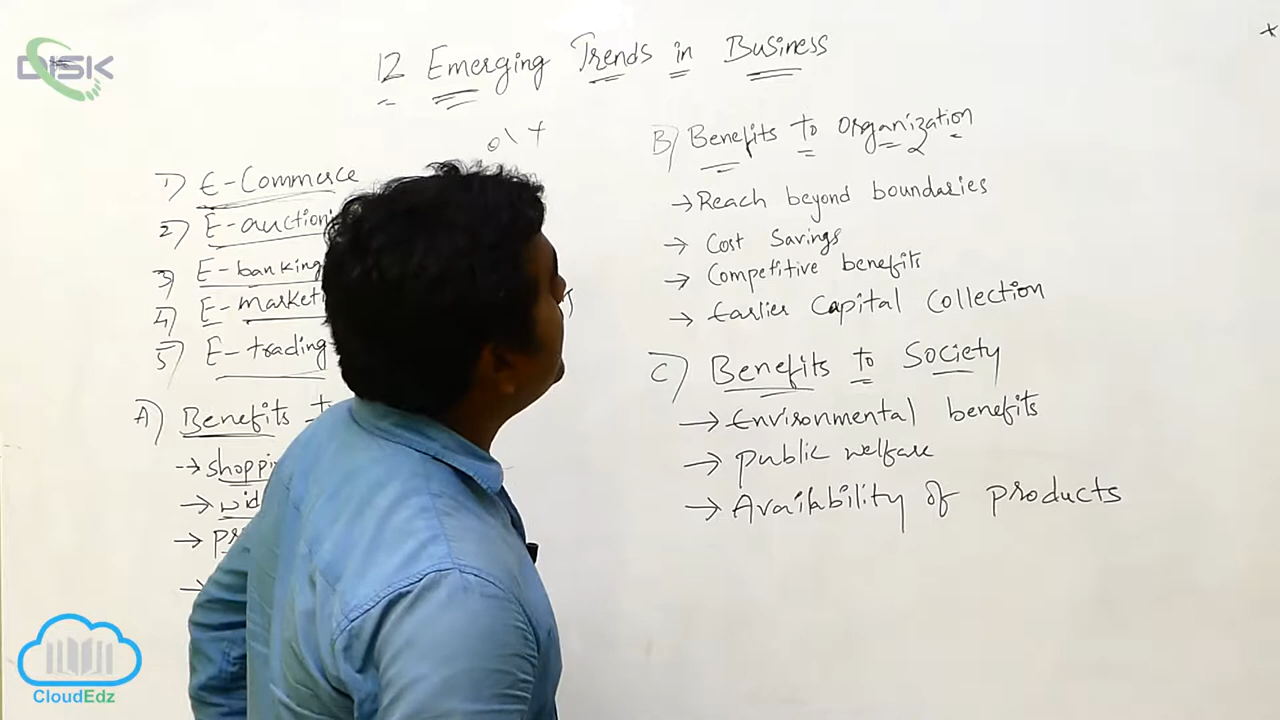 DISK
12 Emerging Trends in Business
1) E-Commerce
2) E-auction
3) E-banking
4) E-market
5) E-trading
A) Benefits
→ shoppi
→ wid
→
B) Benefits to Organization
→ Reach beyond boundaries
→ Cost Savings
→ Competitive benefits
→ Earlier Capital Collection
C) Benefits to Society
→ Environmental benefits
→ Public welfare
→ Availability of products
CloudEdz